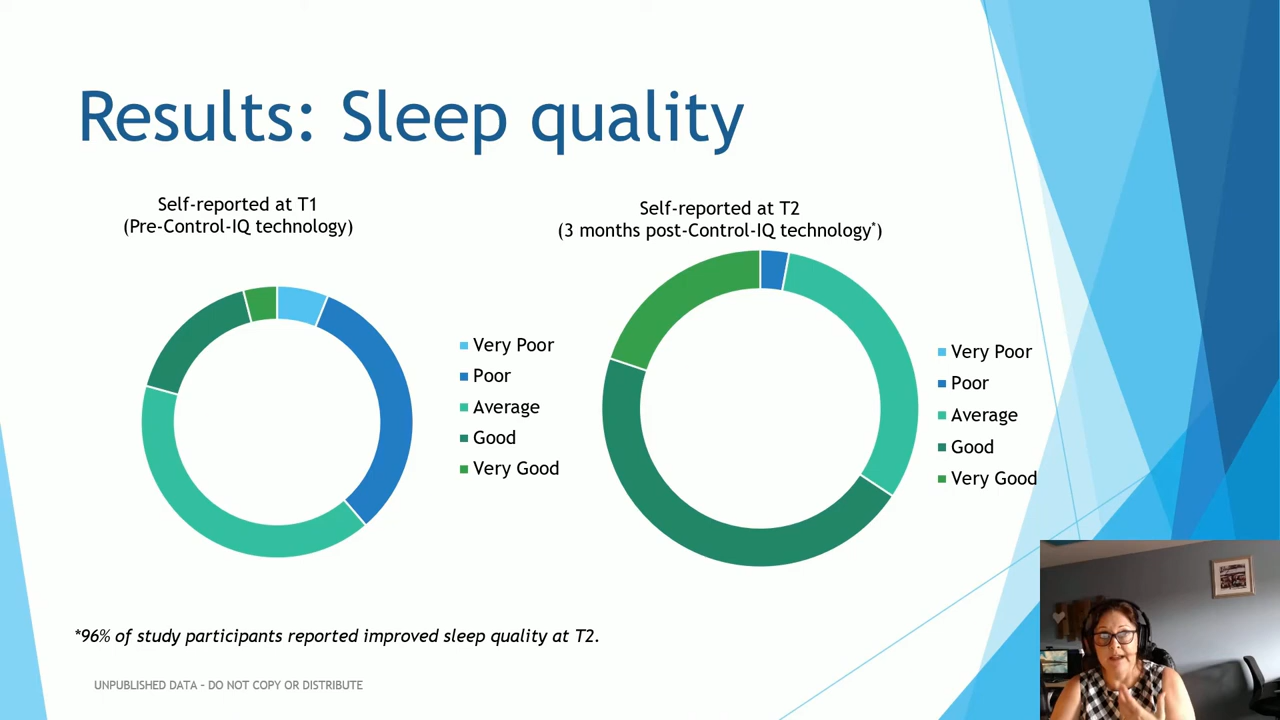 Results: Sleep quality
Self-reported at T1
(Pre-Control-IQ technology)
Very Poor
Poor
Average
Good
Very Good
Self-reported at T2
(3 months post-Control-IQ technology*)
Very Poor
Poor
Average
Good
Very Good
*96% of study participants reported improved sleep quality at T2.
UNPUBLISHED DATA – DO NOT COPY OR DISTRIBUTE